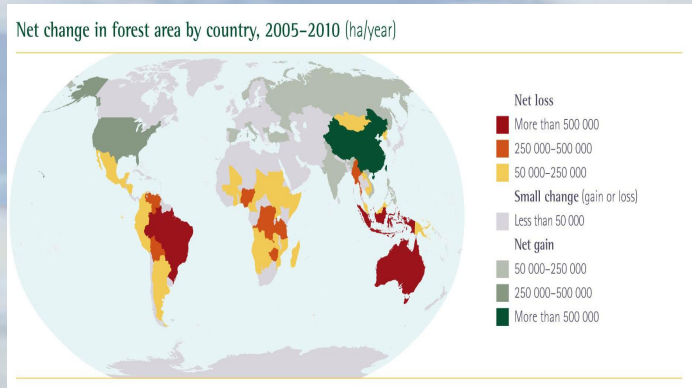 Net change in forest area by country, 2005–2010 (ha/year)
Net loss
More than 500 000
250 000–500 000
50 000–250 000
Small change (gain or loss)
Less than 50 000
Net gain
50 000–250 000
250 000–500 000
More than 500 000